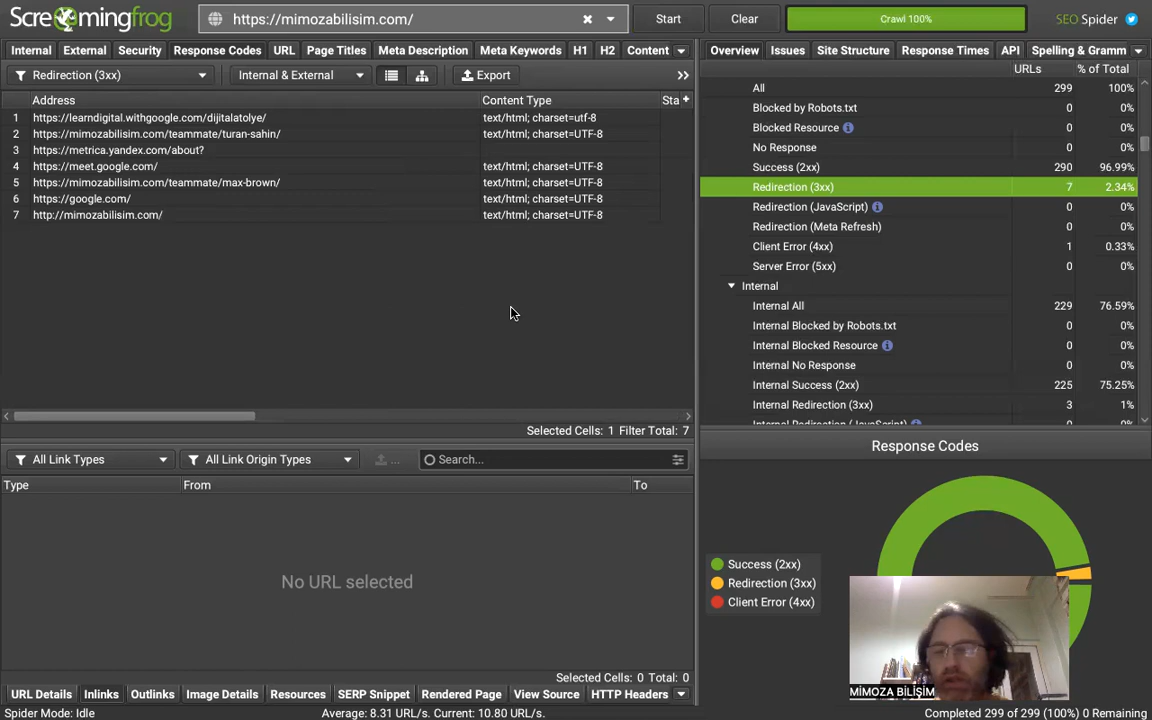 Screamingfrog
https://mimozabilisim.com/
Start
Clear
Crawl 100%
SEO Spider
Internal External Security Response Codes URL Page Titles Meta Description Meta Keywords H1 H2 Content
Redirection (3xx)
Internal & External
Export
Address Content Type Sta
1 https://learndigital.withgoogle.com/dijitalatolye/ text/html; charset=utf-8
2 https://mimozabilisim.com/teammate/turan-sahin/ text/html; charset=UTF-8
3 https://metrica.yandex.com/about?
4 https://meet.google.com/ text/html; charset=UTF-8
5 https://mimozabilisim.com/teammate/max-brown/ text/html; charset=UTF-8
6 https://google.com/ text/html; charset=UTF-8
7 http://mimozabilisim.com/ text/html; charset=UTF-8
Selected Cells: 1 Filter Total: 7
All Link Types
All Link Origin Types
...
Search...
Type From To
No URL selected
Selected Cells: 0 Total: 0
URL Details Inlinks Outlinks Image Details Resources SERP Snippet Rendered Page View Source HTTP Headers
Overview Issues Site Structure Response Times API Spelling & Gramm
URLs % of Total
All 299 100%
Blocked by Robots.txt 0 0%
Blocked Resource 0 0%
No Response 0 0%
Success (2xx) 290 96.99%
Redirection (3xx) 7 2.34%
Redirection (JavaScript) 0 0%
Redirection (Meta Refresh) 0 0%
Client Error (4xx) 1 0.33%
Server Error (5xx) 0 0%
Internal
Internal All 229 76.59%
Internal Blocked by Robots.txt 0 0%
Internal Blocked Resource 0 0%
Internal No Response 0 0%
Internal Success (2xx) 225 75.25%
Internal Redirection (3xx) 3 1%
Internal Redirection (JavaScript) 0 0%
Response Codes
Success (2xx)
Redirection (3xx)
Client Error (4xx)
MİMOZA BİLİŞİM
Spider Mode: Idle
Average: 8.31 URL/s. Current: 10.80 URL/s.
Completed 299 of 299 (100%) 0 Remaining